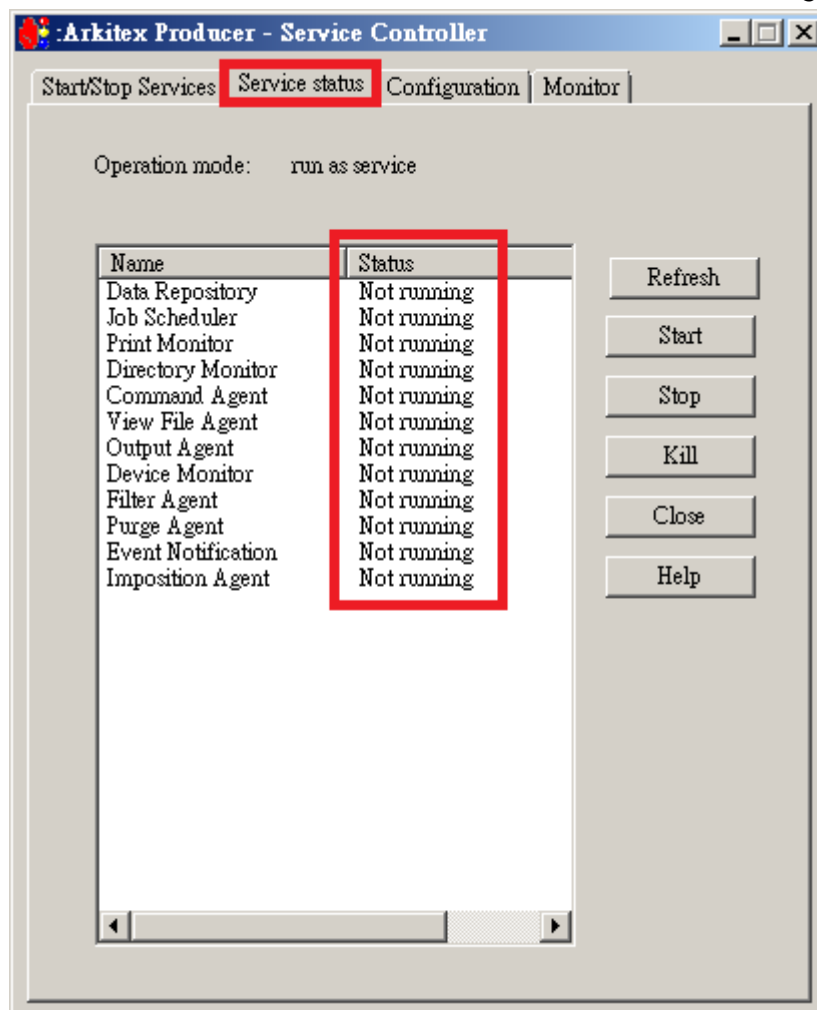 :Arkitex Producer - Service Controller
Start/Stop Services Service status Configuration Monitor
Operation mode: run as service
Name Status
Data Repository Not running
Job Scheduler Not running
Print Monitor Not running
Directory Monitor Not running
Command Agent Not running
View File Agent Not running
Output Agent Not running
Device Monitor Not running
Filter Agent Not running
Purge Agent Not running
Event Notification Not running
Imposition Agent Not running
Refresh
Start
Stop
Kill
Close
Help